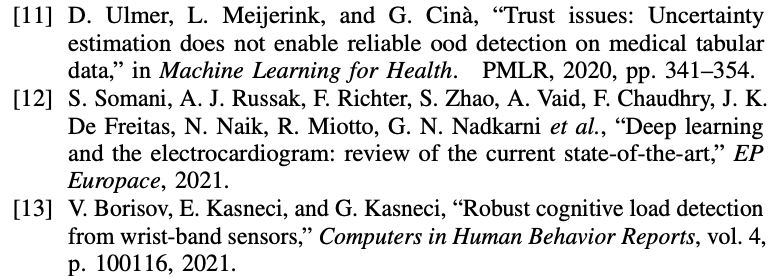 [11] D. Ulmer, L. Meijerink, and G. Cinà, “Trust issues: Uncertainty
estimation does not enable reliable ood detection on medical tabular
data,” in Machine Learning for Health. PMLR, 2020, pp. 341–354.
[12] S. Somani, A. J. Russak, F. Richter, S. Zhao, A. Vaid, F. Chaudhry, J. K.
De Freitas, N. Naik, R. Miotto, G. N. Nadkarni et al., “Deep learning
and the electrocardiogram: review of the current state-of-the-art,” EP
Europace, 2021.
[13] V. Borisov, E. Kasneci, and G. Kasneci, “Robust cognitive load detection
from wrist-band sensors,” Computers in Human Behavior Reports, vol. 4,
p. 100116, 2021.